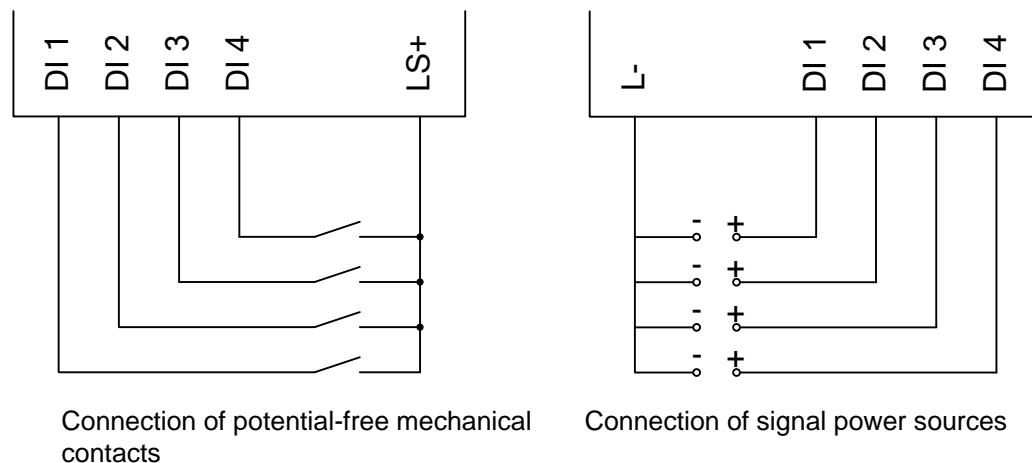 DI 1
DI 2
DI 3
DI 4
LS+
L-
DI 1
DI 2
DI 3
DI 4
- +
- +
- +
- +
Connection of potential-free mechanical
contacts
Connection of signal power sources